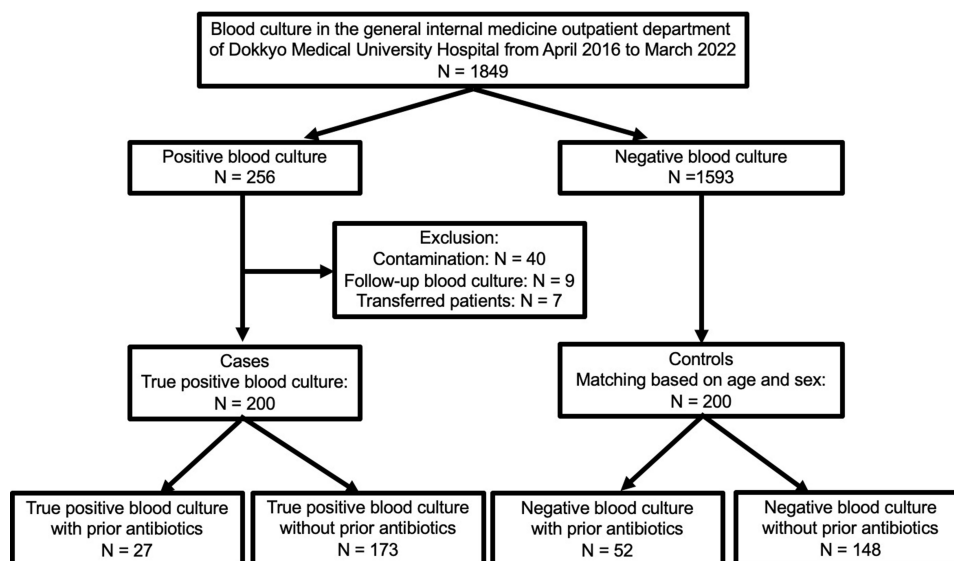 Blood culture in the general internal medicine outpatient department
of Dokkyo Medical University Hospital from April 2016 to March 2022
N = 1849
Positive blood culture
N = 256
Negative blood culture
N =1593
Exclusion:
Contamination: N = 40
Follow-up blood culture: N = 9
Transferred patients: N = 7
Cases
True positive blood culture:
N = 200
Controls
Matching based on age and sex:
N = 200
True positive blood culture
with prior antibiotics
N = 27
True positive blood culture
without prior antibiotics
N = 173
Negative blood culture
with prior antibiotics
N = 52
Negative blood culture
without prior antibiotics
N = 148